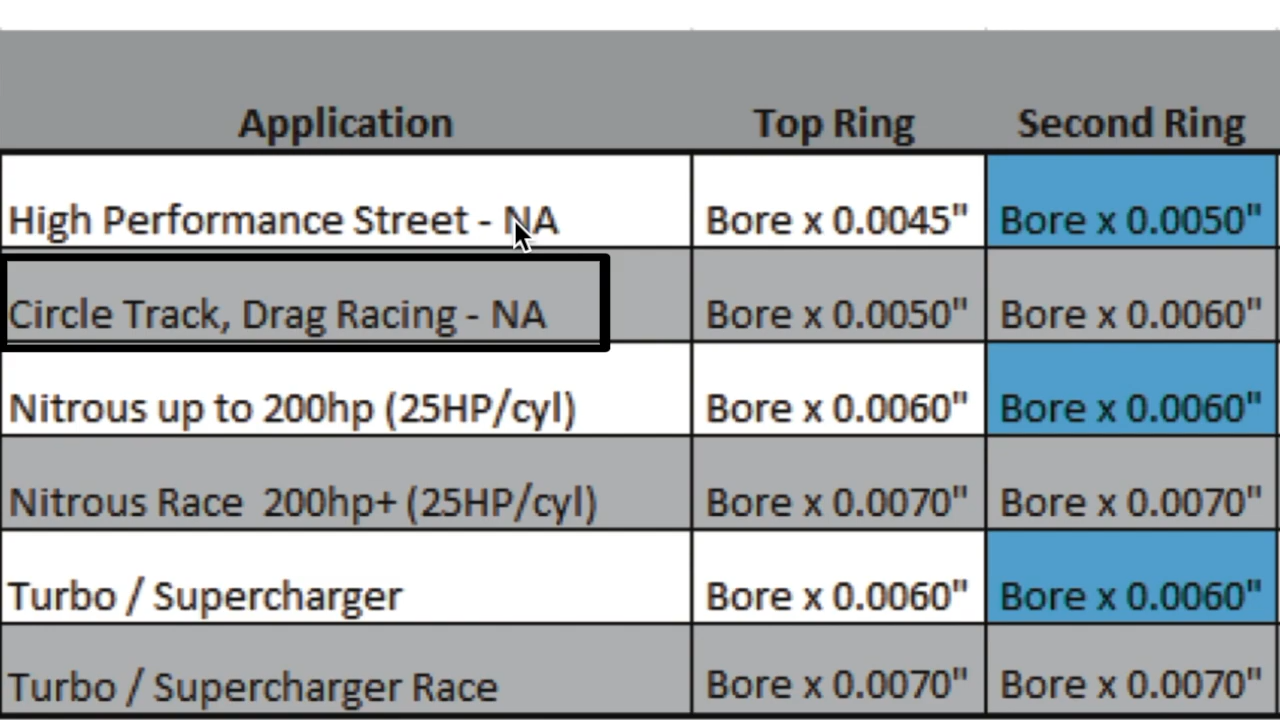 Application Top Ring Second Ring
High Performance Street - NA Bore x 0.0045" Bore x 0.0050"
Circle Track, Drag Racing - NA Bore x 0.0050" Bore x 0.0060"
Nitrous up to 200hp (25HP/cyl) Bore x 0.0060" Bore x 0.0060"
Nitrous Race  200hp+ (25HP/cyl) Bore x 0.0070" Bore x 0.0070"
Turbo / Supercharger Bore x 0.0060" Bore x 0.0060"
Turbo / Supercharger Race Bore x 0.0070" Bore x 0.0070"